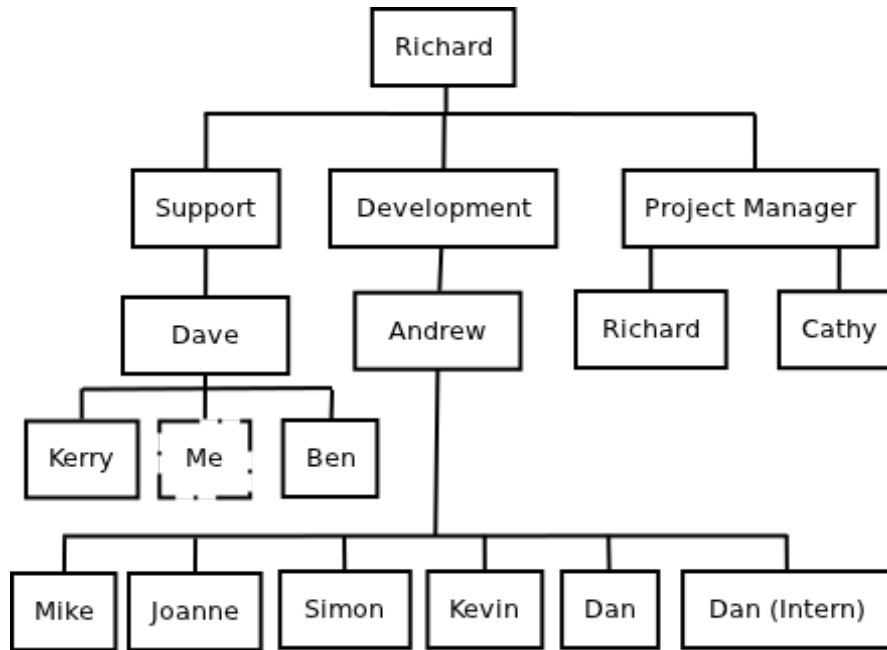 Richard
Support
Development
Project Manager
Dave
Andrew
Richard
Cathy
Kerry
Me
Ben
Mike
Joanne
Simon
Kevin
Dan
Dan (Intern)